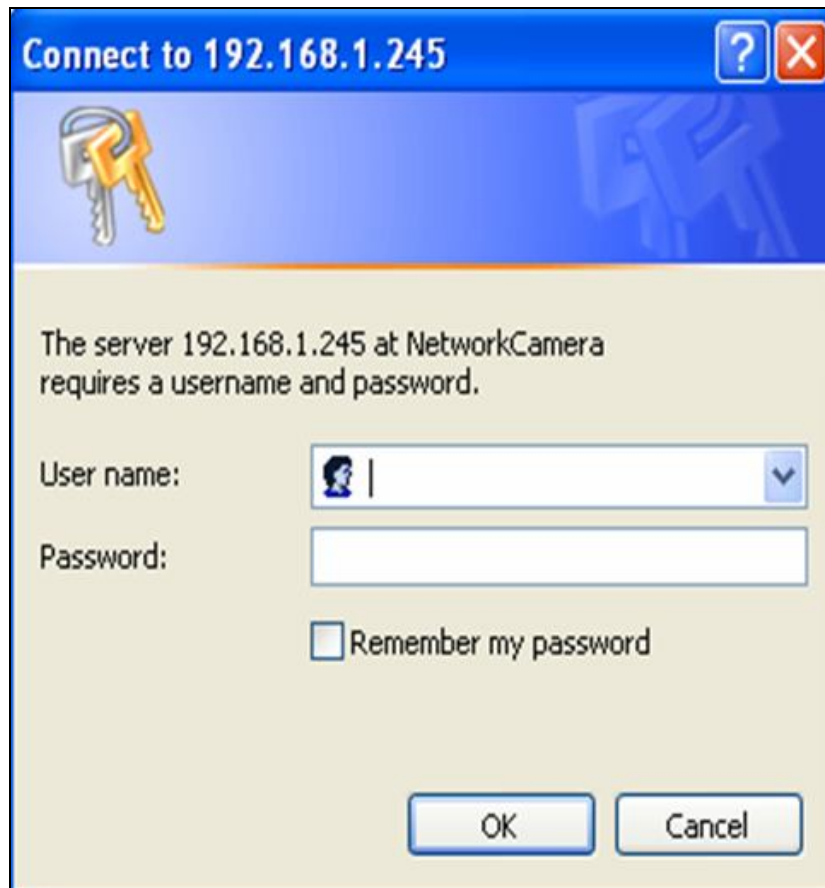 Connect to 192.168.1.245
The server 192.168.1.245 at NetworkCamera
requires a username and password.
User name:
Password:
Remember my password
OK
Cancel